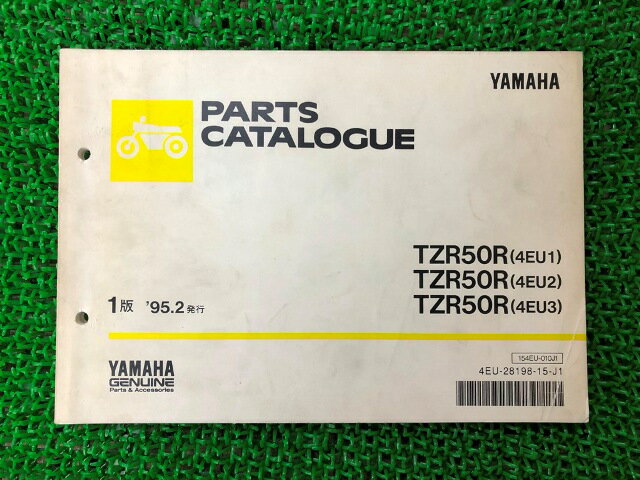 YAMAHA
PARTS
CATALOGUE
TZR50R(4EU1)
TZR50R(4EU2)
TZR50R(4EU3)
1版 '95.2発行
154EU-010J1
4EU-28198-15-J1
YAMAHA
GENUINE
Parts & Accessories